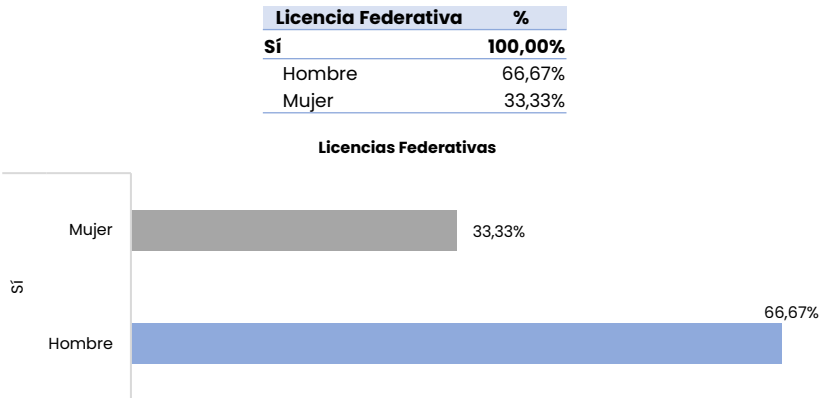 Licencia Federativa %
Sí 100,00%
Hombre 66,67%
Mujer 33,33%
Licencias Federativas
Mujer 33,33%
Sí
66,67%
Hombre